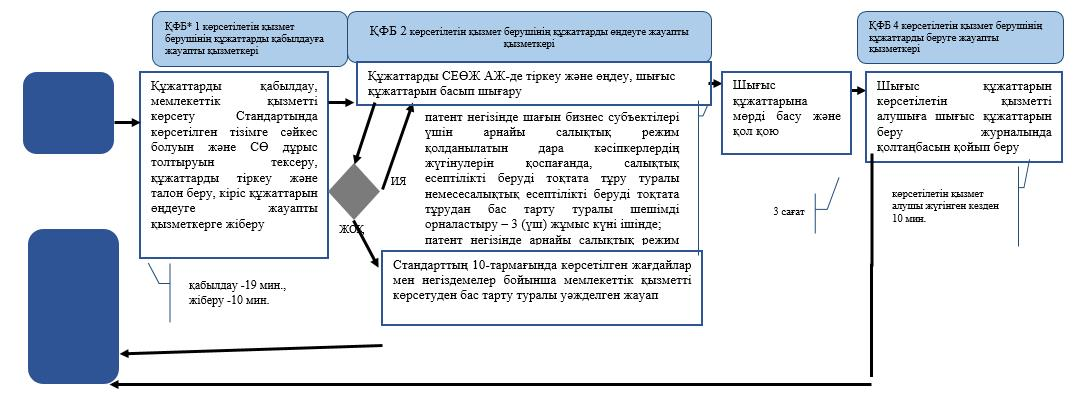 ҚФБ* 1 көрсетілетін қызмет
берушінің құжаттарды қабылдауға
жауапты қызметкері
ҚФБ 2 көрсетілетін қызмет берушінің құжаттарды өңдеуге жауапты
қызметкері
ҚФБ 4 көрсетілетін қызмет берушінің
құжаттарды беруге жауапты
қызметкері
Құжаттарды қабылдау,
мемлекеттік қызметті
көрсету Стандартында
көрсетілген тізімге сәйкес
болуын және СӨ дұрыс
толтыруын тексеру,
құжаттарды тіркеу және
талон беру, кіріс құжаттарын
өңдеуге жауапты
қызметкерге жіберу
Құжаттарды СЕӨЖ АЖ-де тіркеу және өңдеу, шығыс
құжаттарын басып шығару
патент негізінде шағын бизнес субъектілері
үшін арнайы салықтық режим
қолданылатын дара кәсіпкерлердің
жүгінулерін қоспағанда, салықтық
есептілікті беруді тоқтата тұру туралы
немесесалықтық есептілікті беруді тоқтата
тұрудан бас тарту туралы шешімді
орналастыру – 3 (үш) жұмыс күні ішінде;
патент негізінде арнайы салықтық режим
ИЯ
ЖОҚ
Стандарттың 10-тармағында көрсетілген жағдайлар
мен негіздемелер бойынша мемлекеттік қызметті
көрсетуден бас тарту туралы уәжделген жауап
Шығыс
құжаттарына
мөрді басу және
қол қою
Шығыс құжаттарын
көрсетілетін қызметті
алушыға шығыс құжаттарын
беру журналында
қолтаңбасын қойып беру
3 сағат
көрсетілетін қызмет
алушы жүгінген кезден
10 мин.
қабылдау -19 мин.,
жіберу -10 мин.